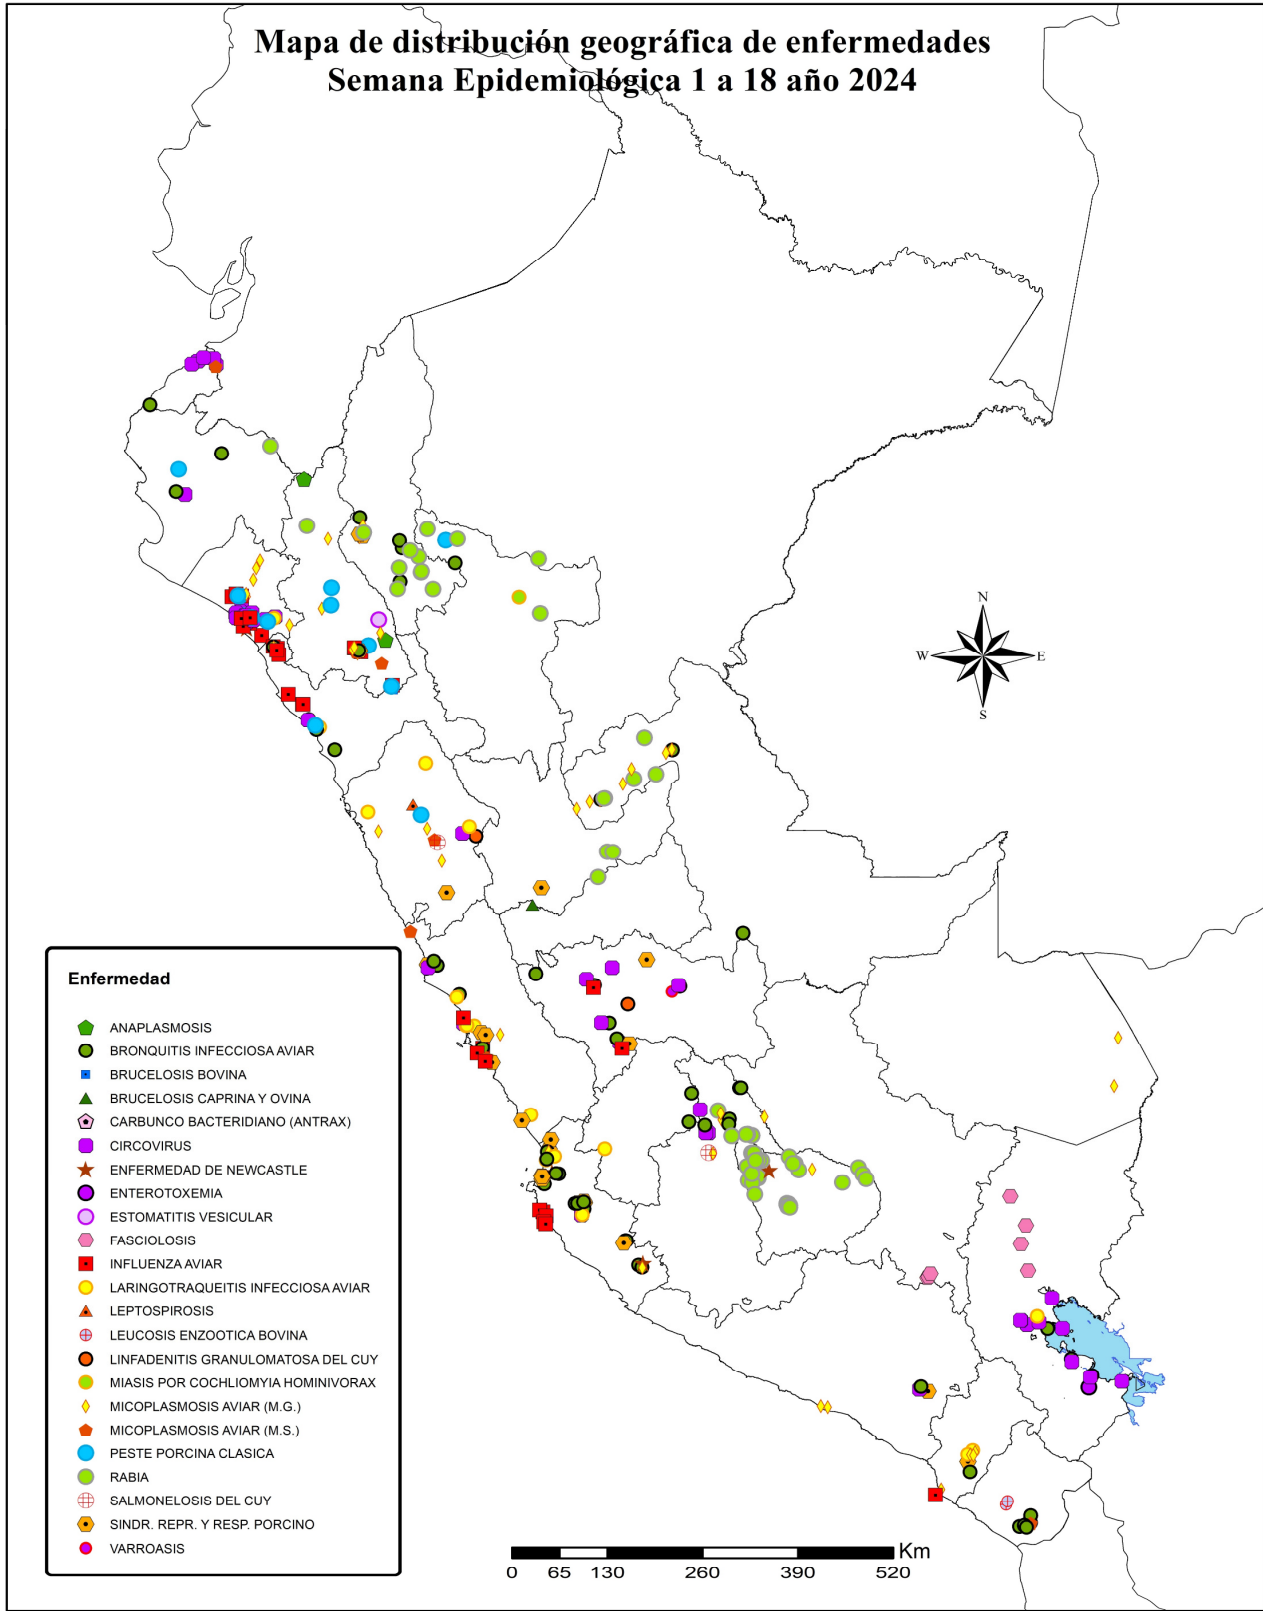 Mapa de distribución geográfica de enfermedades
Semana Epidemiológica 1 a 18 año 2024
N
W
E
S
Enfermedad
ANAPLASMOSIS
BRONQUITIS INFECCIOSA AVIAR
BRUCELOSIS BOVINA
BRUCELOSIS CAPRINA Y OVINA
CARBUNCO BACTERIDIANO (ANTRAX)
CIRCOVIRUS
ENFERMEDAD DE NEWCASTLE
ENTEROTOXEMIA
ESTOMATITIS VESICULAR
FASCIOLOSIS
INFLUENZA AVIAR
LARINGOTRAQUEITIS INFECCIOSA AVIAR
LEPTOSPIROSIS
LEUCOSIS ENZOOTICA BOVINA
LINFADENITIS GRANULOMATOSA DEL CUY
MIASIS POR COCHLIOMYIA HOMINIVORAX
MICOPLASMOSIS AVIAR (M.G.)
MICOPLASMOSIS AVIAR (M.S.)
PESTE PORCINA CLASICA
RABIA
SALMONELOSIS DEL CUY
SINDR. REPR. Y RESP. PORCINO
VARROASIS
Km
0 65 130 260 390 520